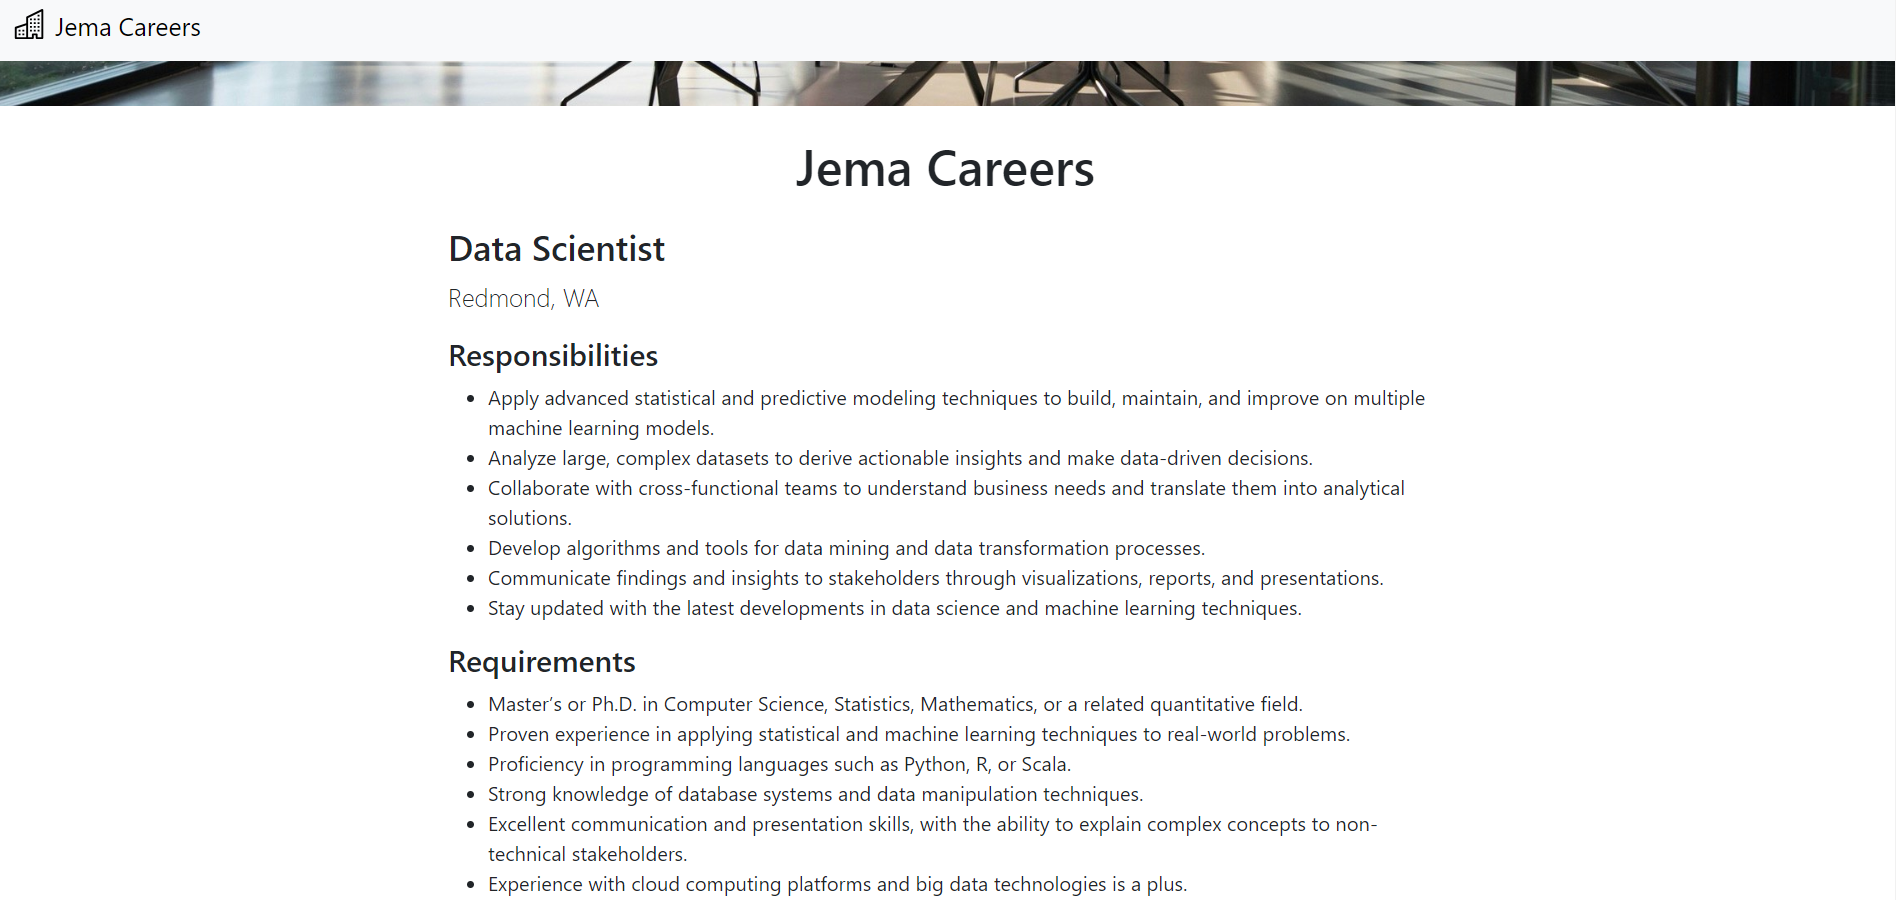 Jema Careers
Jema Careers
Data Scientist
Redmond, WA
Responsibilities
Apply advanced statistical and predictive modeling techniques to build, maintain, and improve on multiple
machine learning models.
Analyze large, complex datasets to derive actionable insights and make data-driven decisions.
Collaborate with cross-functional teams to understand business needs and translate them into analytical
solutions.
Develop algorithms and tools for data mining and data transformation processes.
Communicate findings and insights to stakeholders through visualizations, reports, and presentations.
Stay updated with the latest developments in data science and machine learning techniques.
Requirements
Master’s or Ph.D. in Computer Science, Statistics, Mathematics, or a related quantitative field.
Proven experience in applying statistical and machine learning techniques to real-world problems.
Proficiency in programming languages such as Python, R, or Scala.
Strong knowledge of database systems and data manipulation techniques.
Excellent communication and presentation skills, with the ability to explain complex concepts to non-
technical stakeholders.
Experience with cloud computing platforms and big data technologies is a plus.